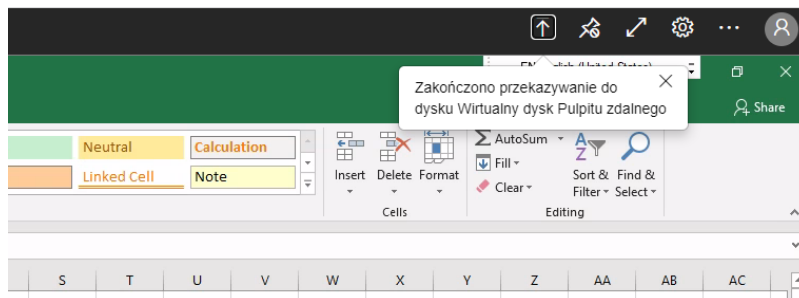 Zakończono przekazywanie do
dysku Wirtualny dysk Pulpitu zdalnego
Share
Neutral
Calculation
Linked Cell
Note
Insert
Delete
Format
Cells
AutoSum
Fill
Clear
Sort &
Filter
Find &
Select
Editing
S T U V W X Y Z AA AB AC